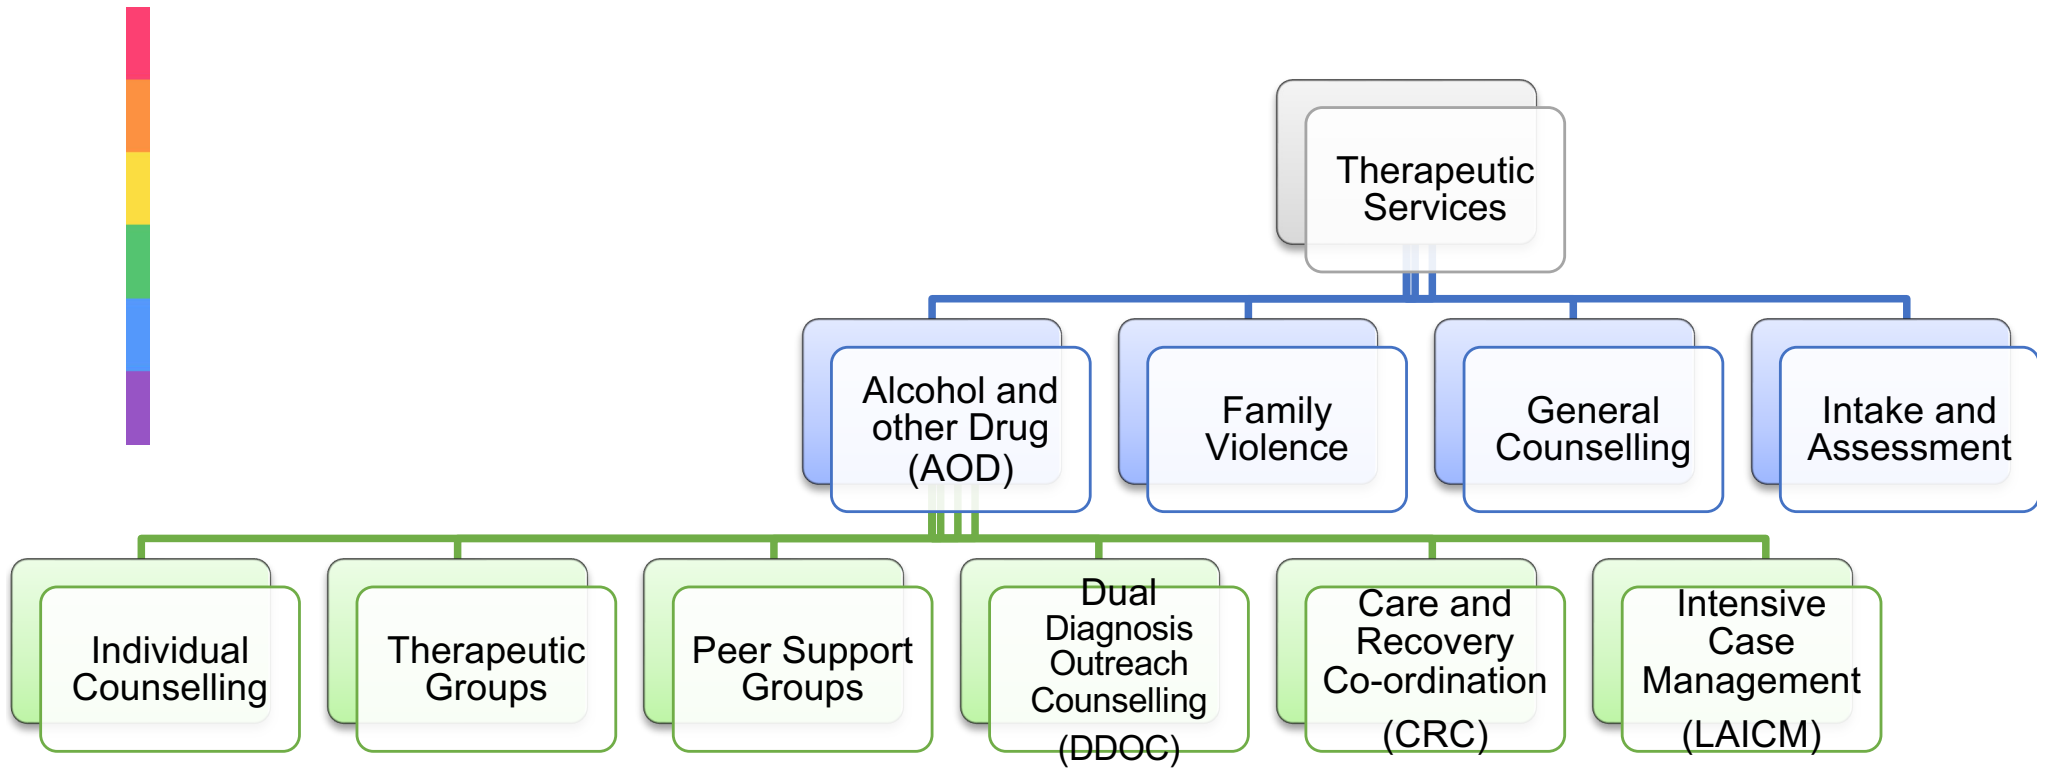 Therapeutic
Services
Alcohol and
other Drug
(AOD)
Family
Violence
General
Counselling
Intake and
Assessment
Individual
Counselling
Therapeutic
Groups
Peer Support
Groups
Dual
Diagnosis
Outreach
Counselling
(DDOC)
Care and
Recovery
Co-ordination
(CRC)
Intensive
Case
Management
(LAICM)